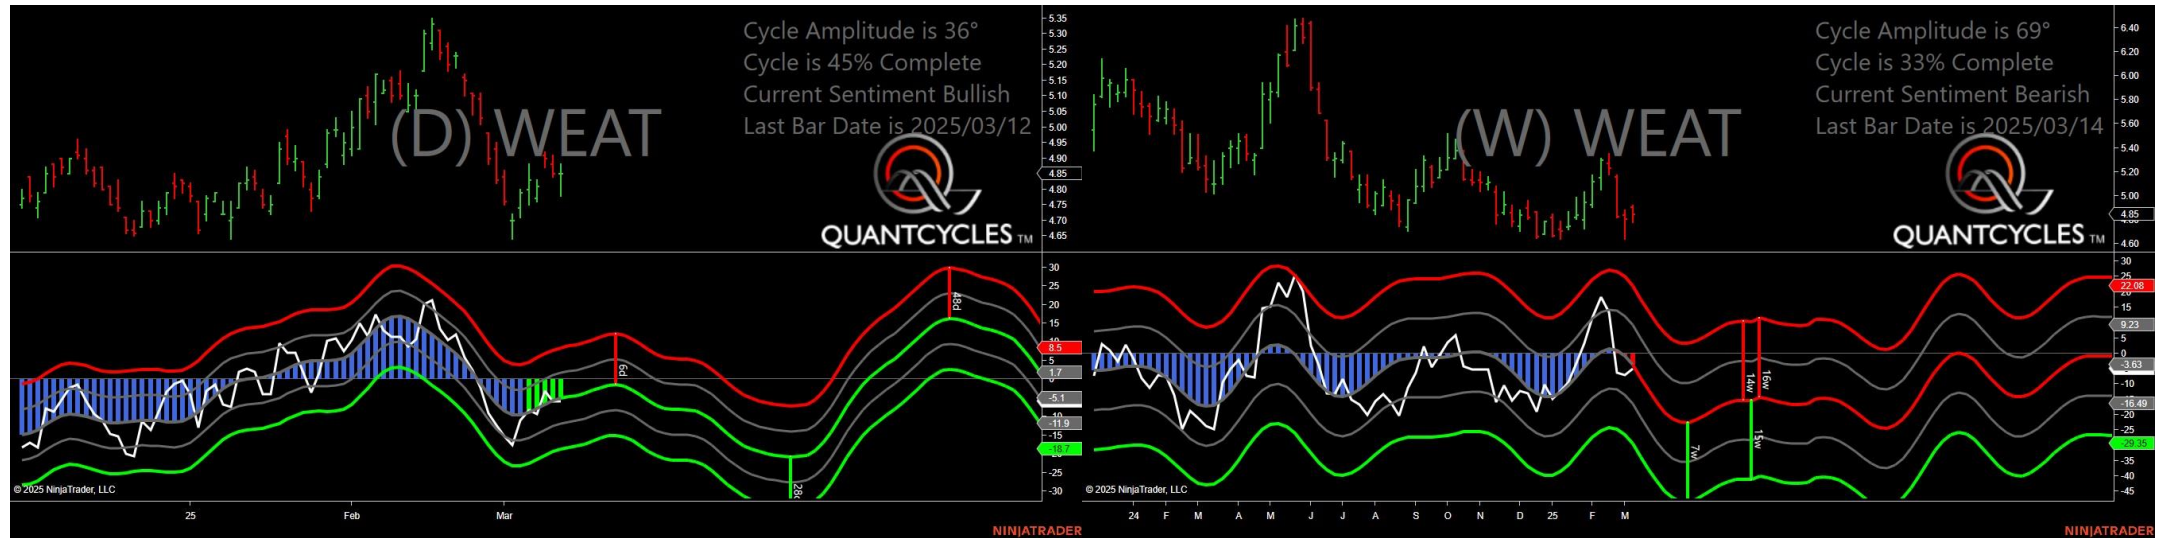 Cycle Amplitude is 36°
Cycle is 45% Complete
Current Sentiment Bullish
Last Bar Date is 2025/03/12
(D) WEAT
QUANTCYCLES TM
5.35
5.30
5.25
5.20
5.15
5.10
5.05
5.00
4.95
4.90
4.85
4.80
4.75
4.70
4.65
30
25
20
15
8.5
5
1.7
-5.1
-11.9
-15
-18.7
-25
-30
6d
28d
48d
© 2025 NinjaTrader, LLC
25
Feb
Mar
NINJATRADER
Cycle Amplitude is 69°
Cycle is 33% Complete
Current Sentiment Bearish
Last Bar Date is 2025/03/14
(W) WEAT
QUANTCYCLES TM
6.40
6.20
6.00
5.80
5.60
5.40
5.20
5.00
4.85
4.60
30
25
22.08
15
9.23
5
0
-3.63
-10
-16.49
-20
-25
-29.35
-35
-40
-45
7w
14w
15w
16w
© 2025 NinjaTrader, LLC
24 F M A M J J A S O N D 25 F M
NINJATRADER